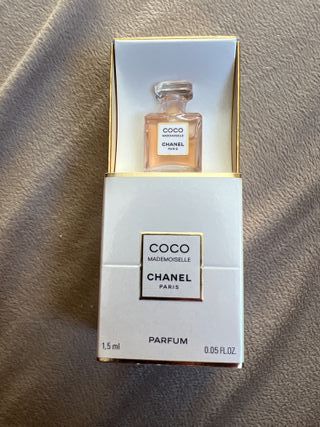 COCO
MADEMOISELLE
CHANEL
PARIS
COCO
MADEMOISELLE
CHANEL
PARIS
PARFUM
1,5 ml 0.05 FL.OZ.